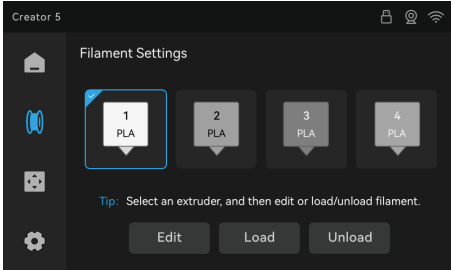 Creator 5
Filament Settings
1
PLA
2
PLA
3
PLA
4
PLA
Tip: Select an extruder, and then edit or load/unload filament.
Edit
Load
Unload